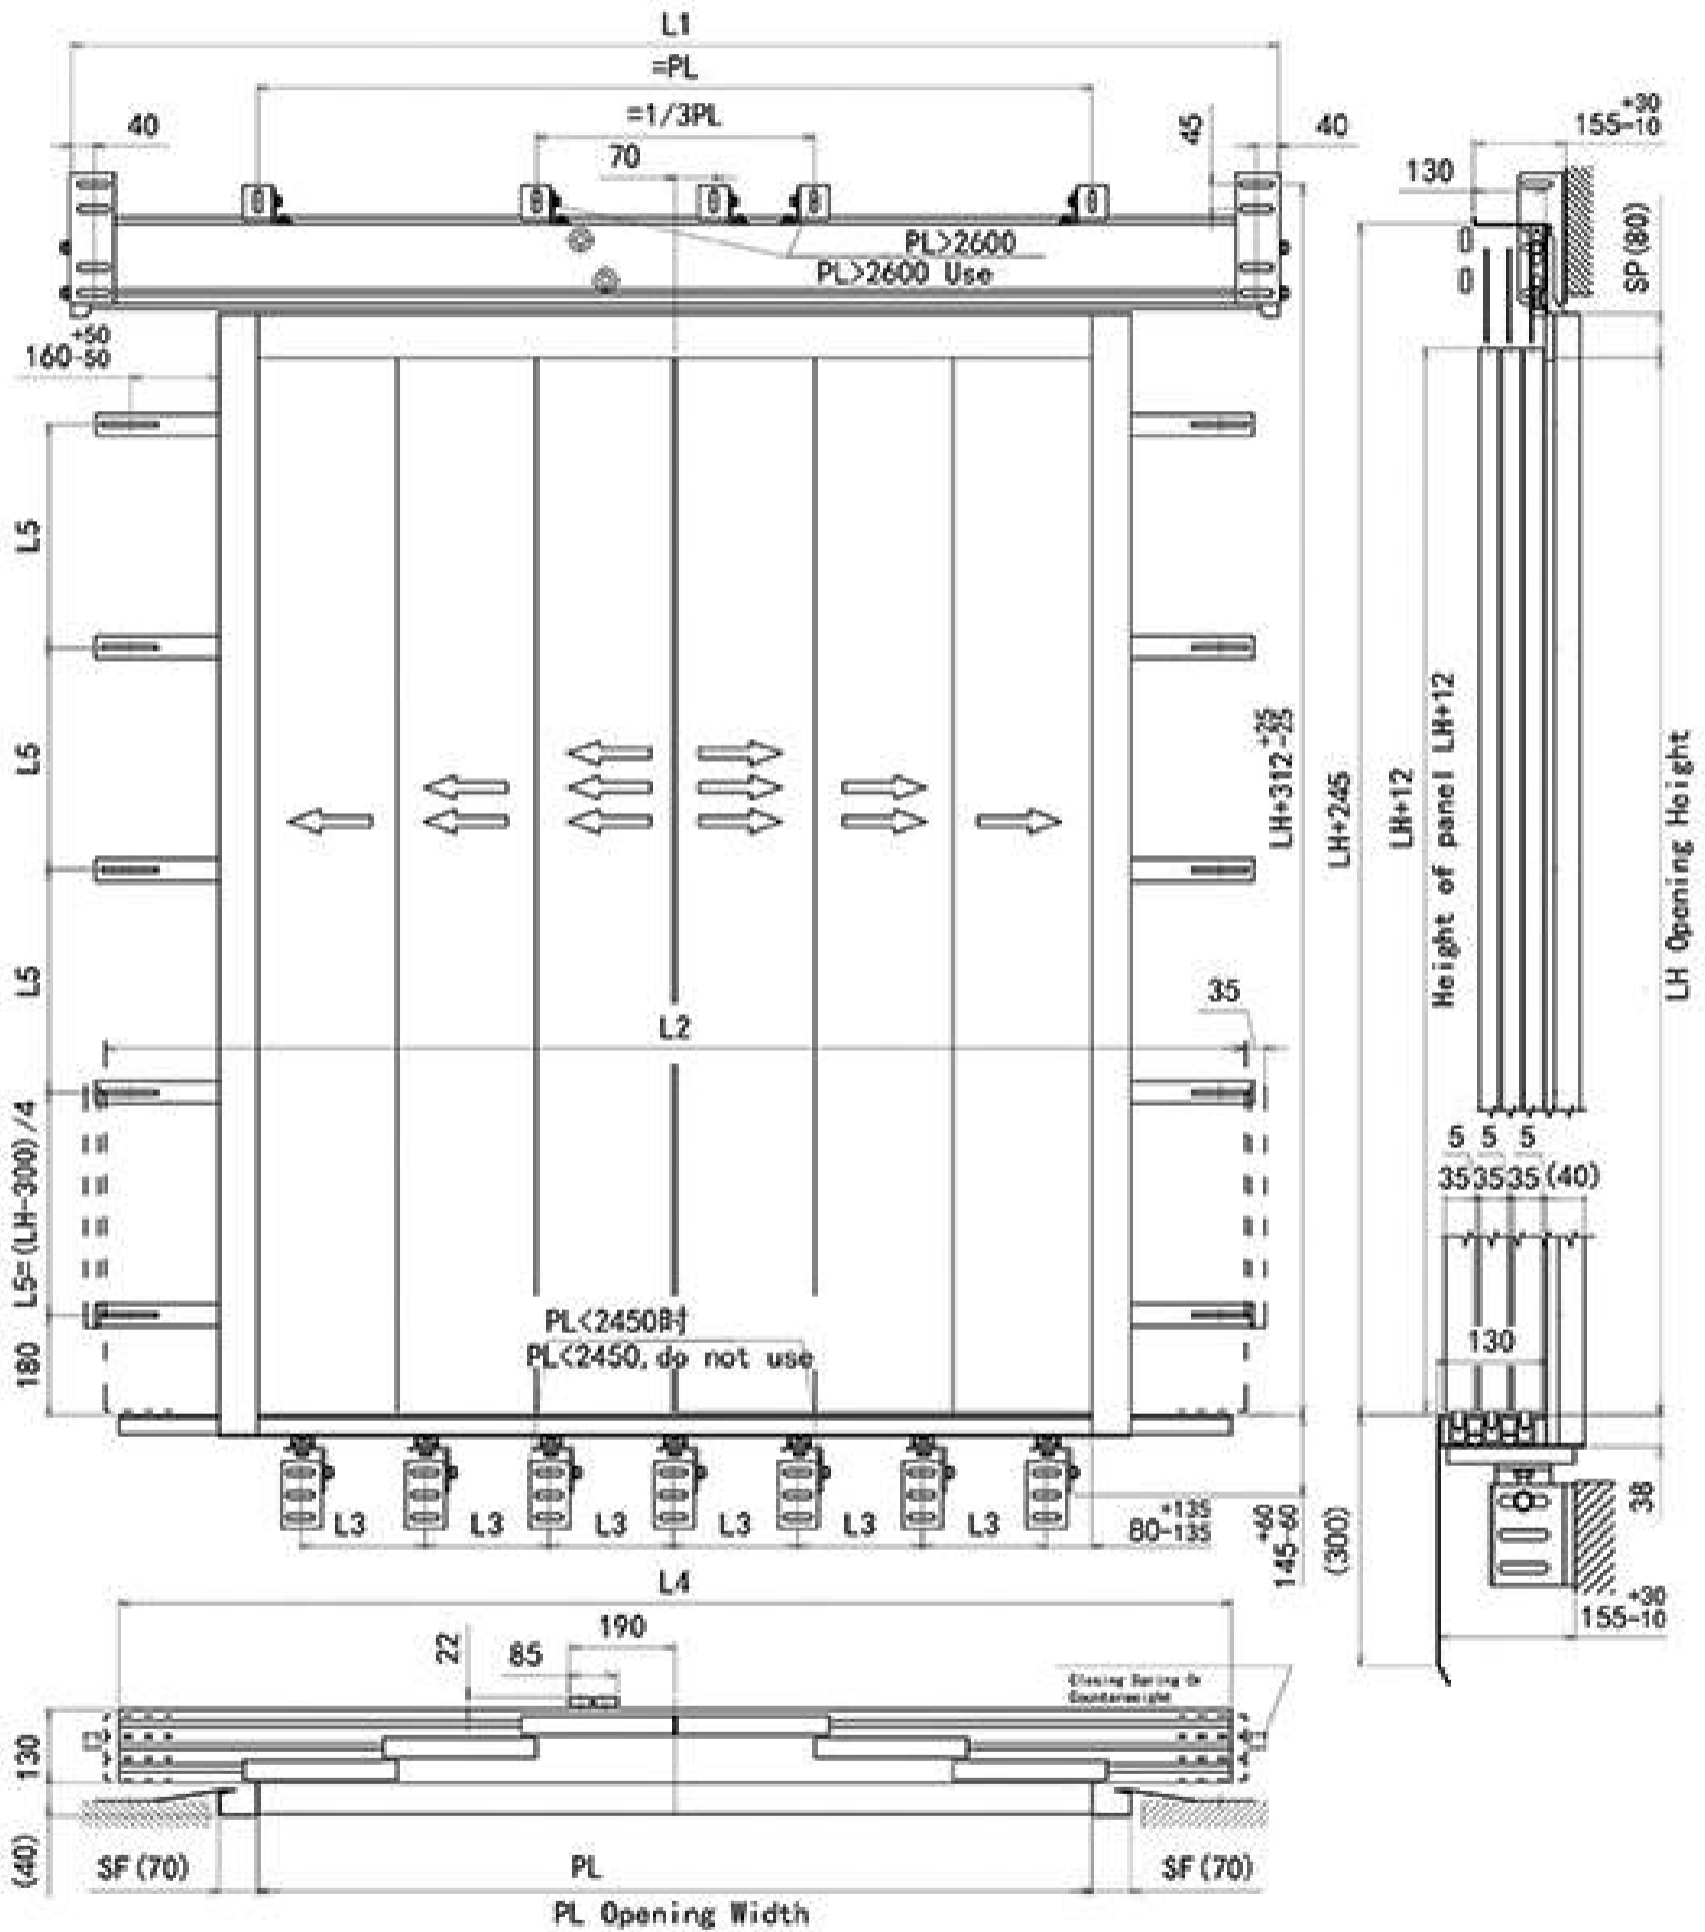 L1
=PL
=1/3PL
40
70
45
40
155 +30 -10
130
SP(80)
PL>2600
PL>2600 Use
160 +50 -50
L5
L5
L5
L5=(LH-300)/4
180
L2
35
LH+312 +25 -25
LH+245
LH+12
Height of panel LH+12
LH Opening Height
5 5 5
35 35 35 (40)
130
PL<2450时
PL<2450, do not use
L3 L3 L3 L3 L3 L3
80 +135 -135
145 +60 -60
(300)
38
155 +30 -10
L4
190
85
22
Closing Spring Or
Counterweight
130
(40)
SF(70)
PL
SF(70)
PL Opening Width